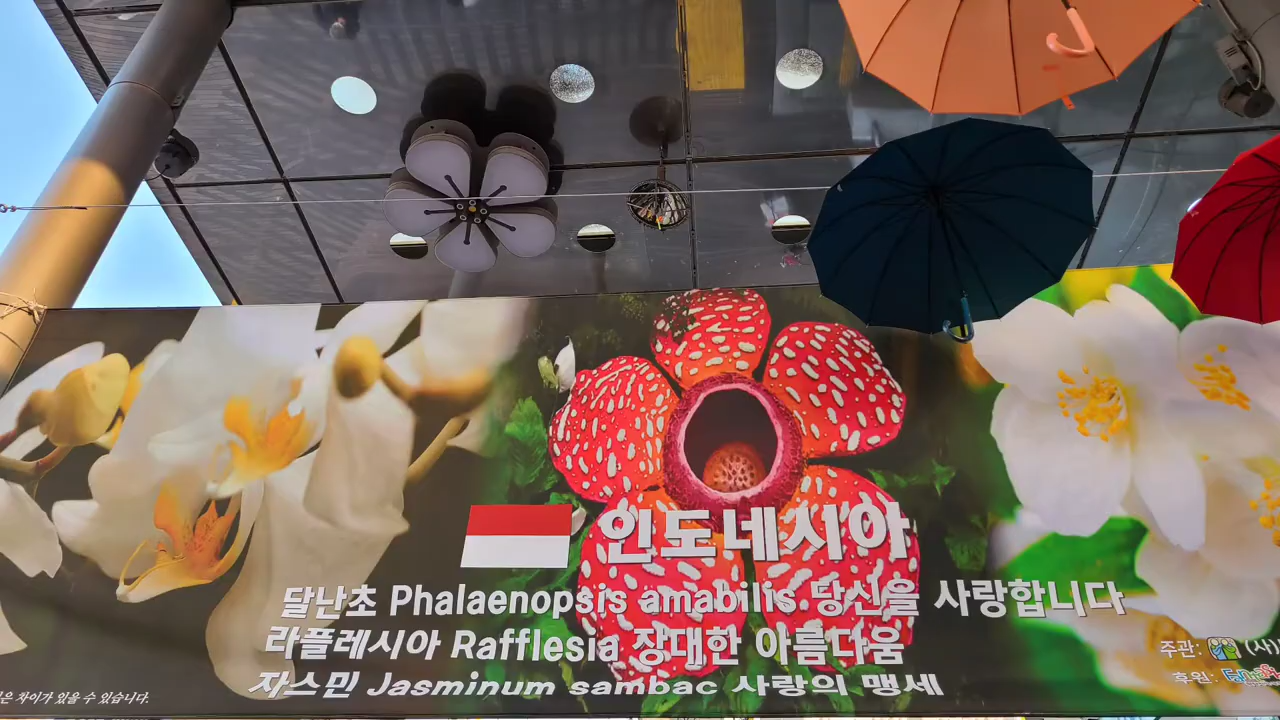 인도네시아
달난초 Phalaenopsis amabilis 당신을 사랑합니다
라플레시아 Rafflesia 장대한 아름다움
자스민 Jasminum sambac 사랑의 맹세
주관: (사)
후원:
은 차이가 있을 수 있습니다.